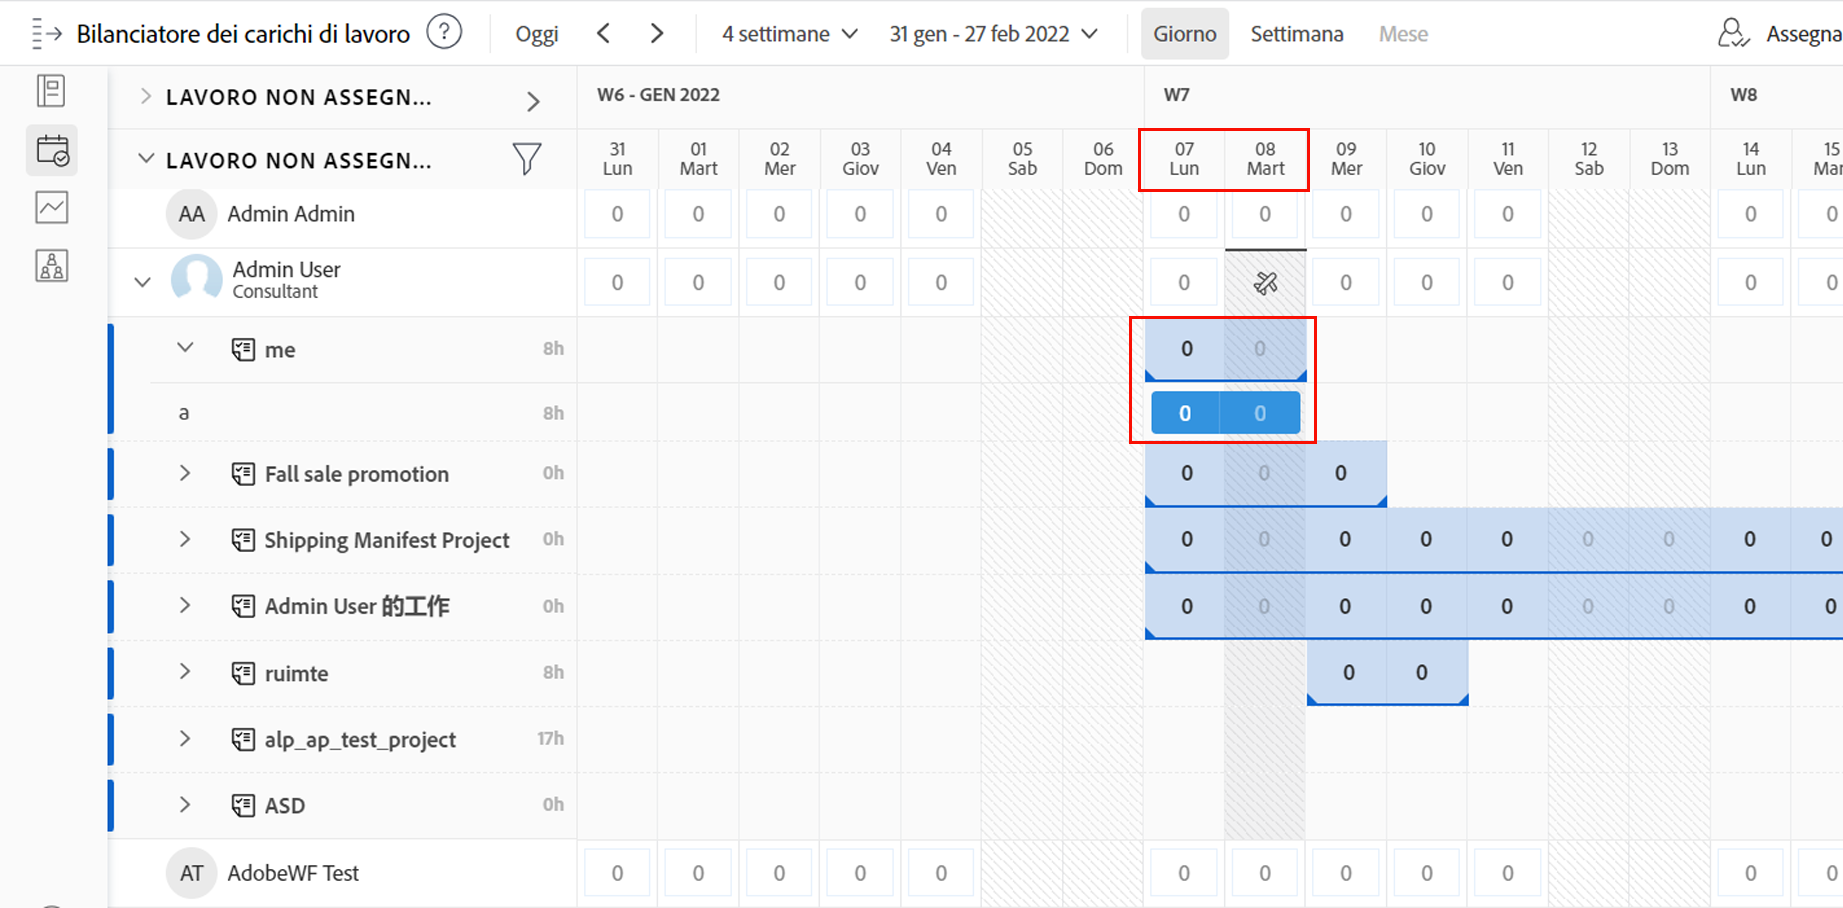 Bilanciatore dei carichi di lavoro ? Oggi 4 settimane 31 gen - 27 feb 2022 Giorno Settimana Mese Assegna
LAVORO NON ASSEGN... W6 - GEN 2022 W7 W8
LAVORO NON ASSEGN...
31 01 02 03 04 05 06 07 08 09 10 11 12 13 14 15
Lun Mart Mer Giov Ven Sab Dom Lun Mart Mer Giov Ven Sab Dom Lun Mar
AA Admin Admin 0 0 0 0 0 0 0 0 0 0 0 0
Admin User
Consultant
0 0 0 0 0 0 0 0 0 0 0
me 8h 0 0
a 8h 0 0
Fall sale promotion 0h 0 0 0
Shipping Manifest Project 0h 0 0 0 0 0 0 0 0 0
Admin User 的工作 0h 0 0 0 0 0 0 0 0 0
ruimte 8h 0 0
alp_ap_test_project 17h
ASD 0h
AT AdobeWF Test 0 0 0 0 0 0 0 0 0 0 0 0